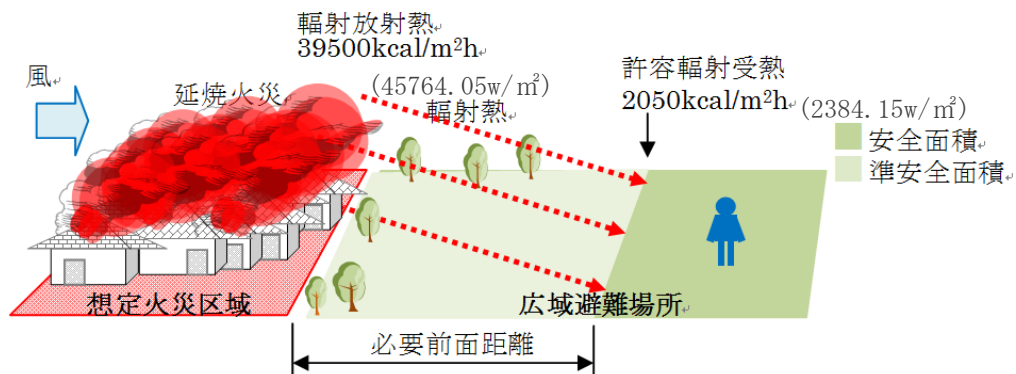 輻射放射熱
39500kcal/m²h
(45764.05w/㎡)
風
延焼火災
輻射熱
許容輻射受熱
2050kcal/m²h
(2384.15w/㎡)
安全面積
準安全面積
想定火災区域
広域避難場所
必要前面距離